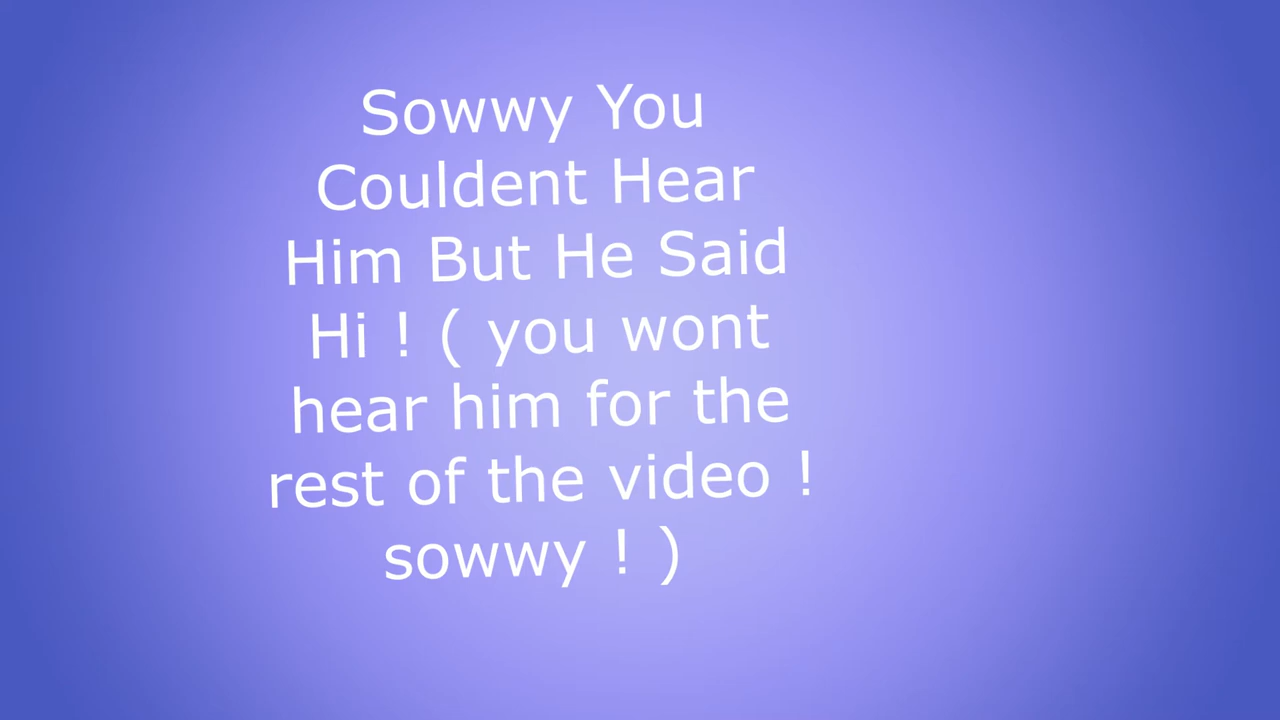 Sowwy You
Couldent Hear
Him But He Said
Hi ! ( you wont
hear him for the
rest of the video !
sowwy ! )